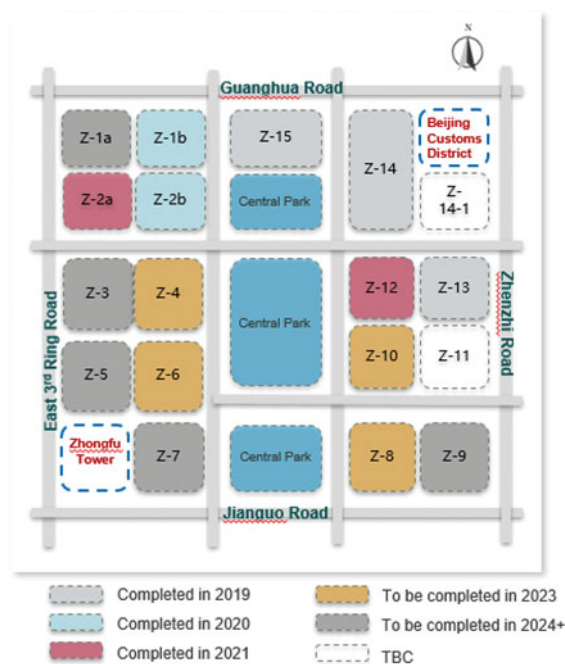 N
Guanghua Road
Z-1a
Z-1b
Z-15
Z-14
Beijing
Customs
District
Z-2a
Z-2b
Central Park
Z-
14-1
Z-3
Z-4
Central Park
Z-12
Z-13
Z-5
Z-6
Z-10
Z-11
East 3rd Ring Road
Zhenzhi Road
Zhongfu
Tower
Z-7
Central Park
Z-8
Z-9
Jianguo Road
Completed in 2019
To be completed in 2023
Completed in 2020
To be completed in 2024+
Completed in 2021
TBC